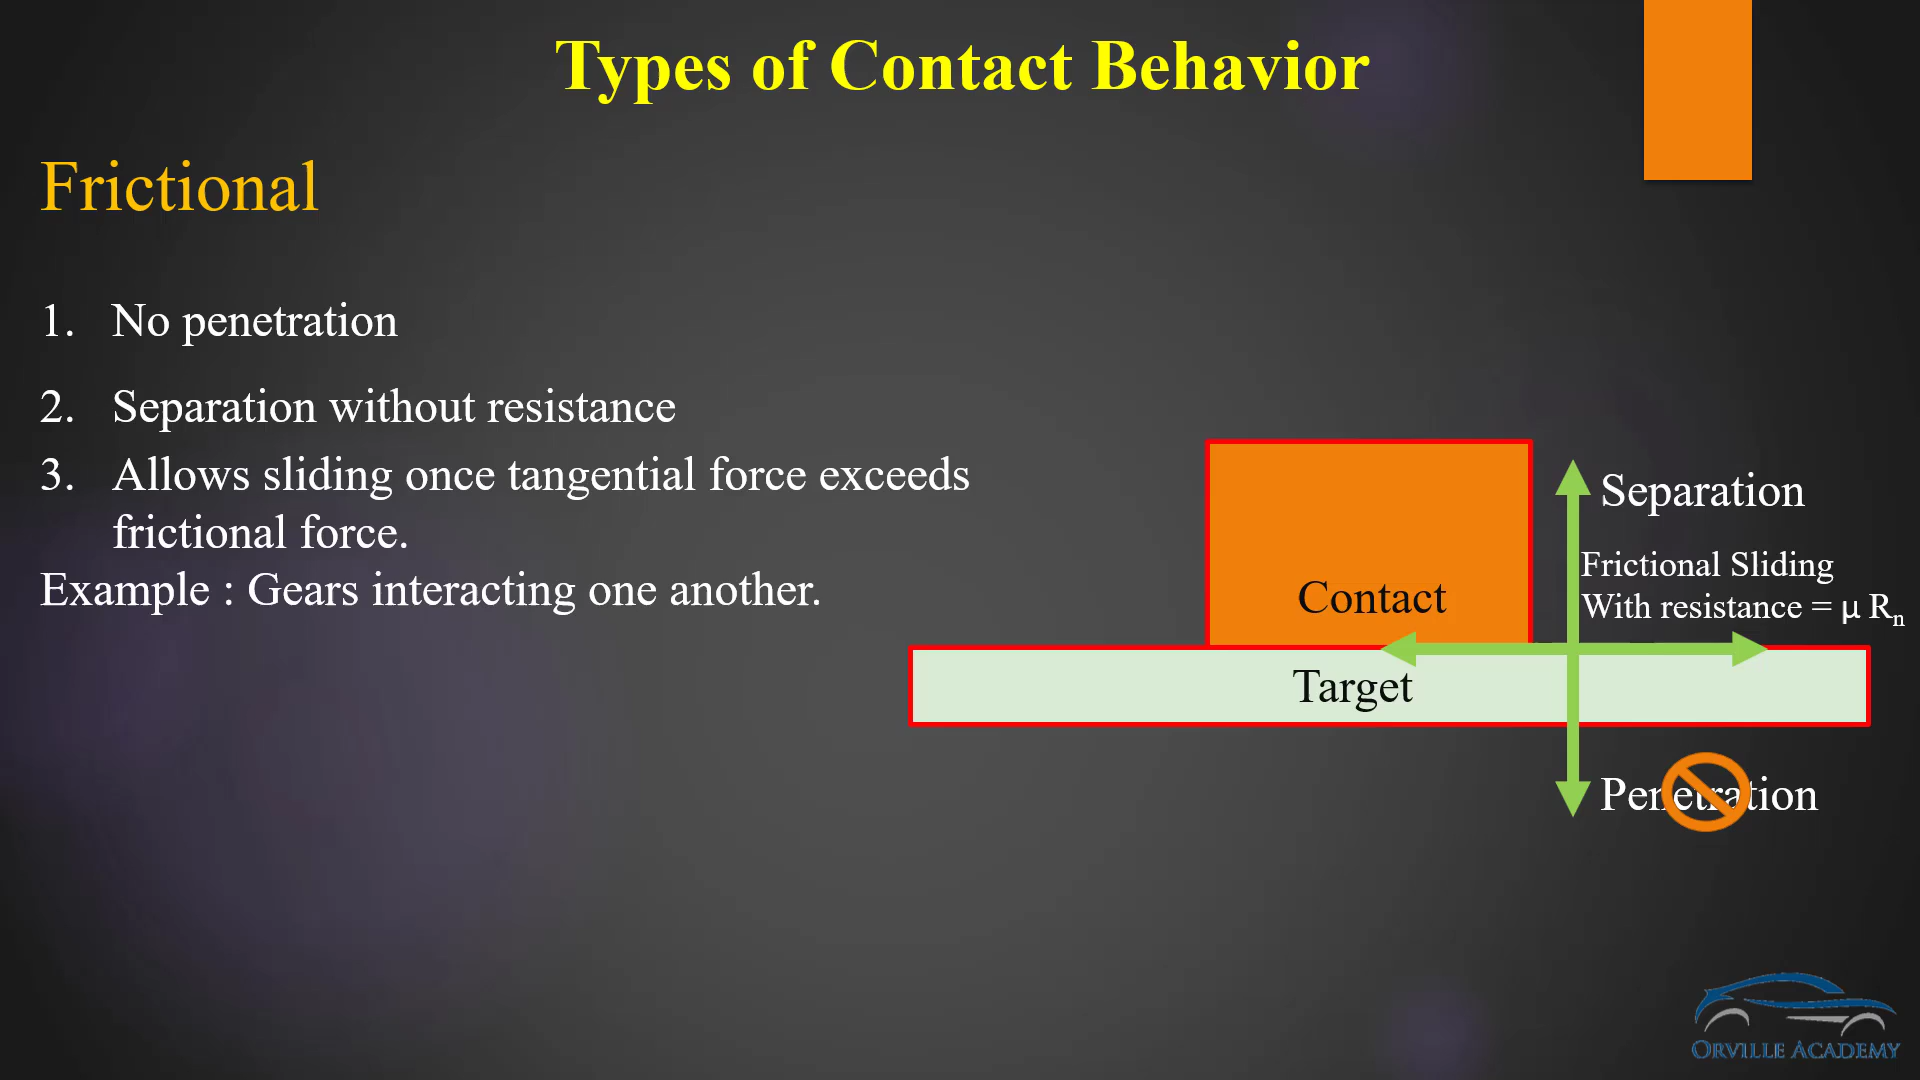 Types of Contact Behavior
Frictional
1. No penetration
2. Separation without resistance
3. Allows sliding once tangential force exceeds
frictional force.
Example : Gears interacting one another.
Separation
Frictional Sliding
With resistance = μ Rn
Contact
Target
Penetration
ORVILLE ACADEMY